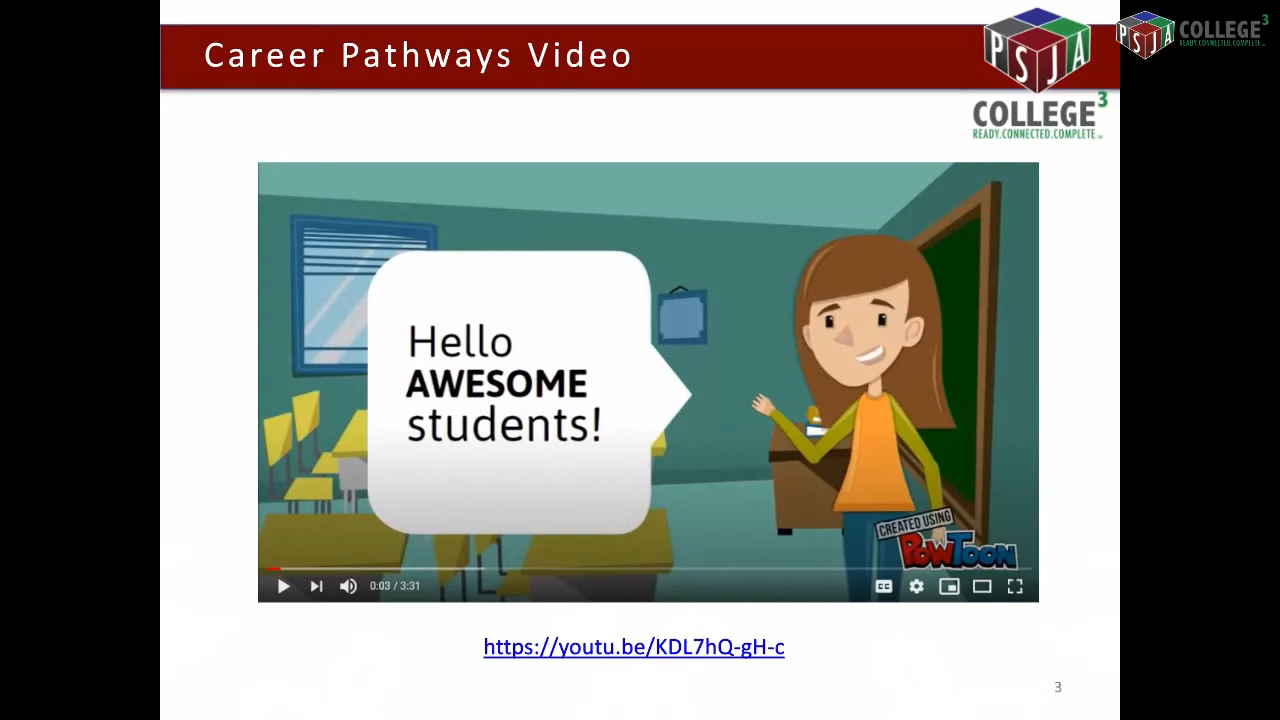 Career Pathways Video
PSJA
COLLEGE³
READY.CONNECTED.COMPLETE
PSJA
COLLEGE³
READY.CONNECTED.COMPLETE
Hello
AWESOME
students!
CREATED USING
POWTOON
0:03 / 3:31
CC
https://youtu.be/KDL7hQ-gH-c
3